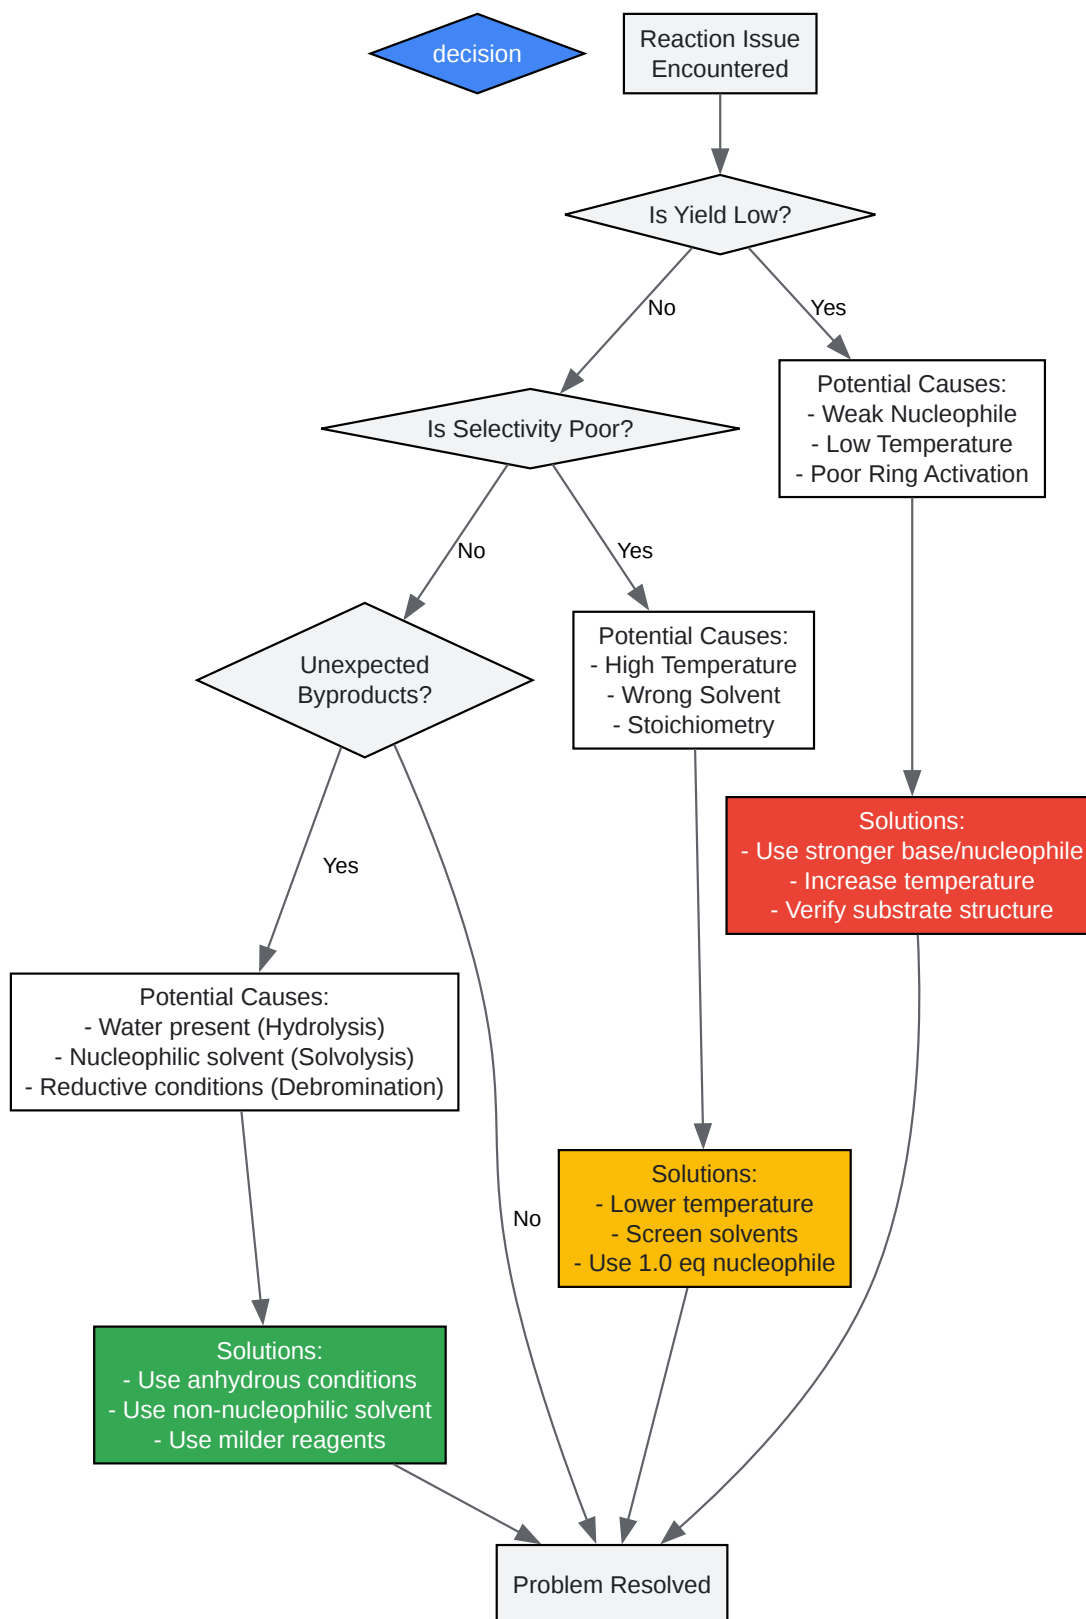 decision
Reaction Issue
Encountered
Is Yield Low?
No
Yes
Potential Causes:
- Weak Nucleophile
- Low Temperature
- Poor Ring Activation
Is Selectivity Poor?
No
Yes
Unexpected
Byproducts?
Potential Causes:
- High Temperature
- Wrong Solvent
- Stoichiometry
Solutions:
- Use stronger base/nucleophile
- Increase temperature
- Verify substrate structure
Yes
Potential Causes:
- Water present (Hydrolysis)
- Nucleophilic solvent (Solvolysis)
- Reductive conditions (Debromination)
No
Solutions:
- Lower temperature
- Screen solvents
- Use 1.0 eq nucleophile
Solutions:
- Use anhydrous conditions
- Use non-nucleophilic solvent
- Use milder reagents
Problem Resolved